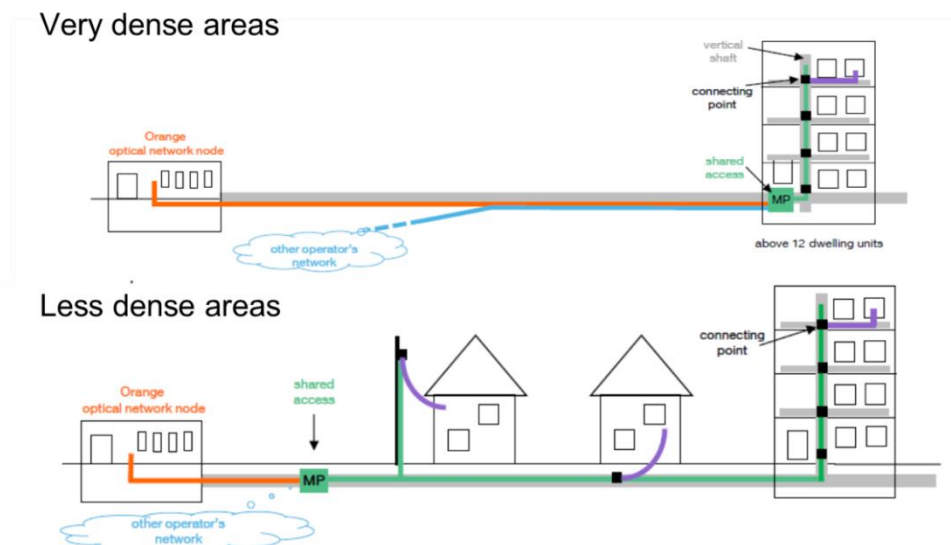 Very dense areas
vertical
shaft
connecting
point
Orange
optical network node
shared
access
MP
other operator's
network
above 12 dwelling units
Less dense areas
connecting
point
Orange
optical network node
shared
access
MP
other operator's
network